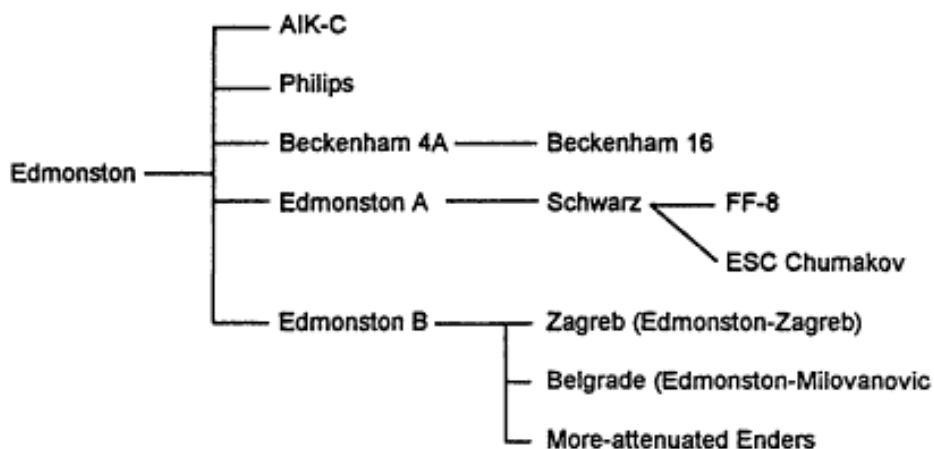 AIK-C
Philips
Beckenham 4A Beckenham 16
Edmonston
Edmonston A Schwarz FF-8
ESC Chumakov
Edmonston B Zagreb (Edmonston-Zagreb)
Belgrade (Edmonston-Milovanovic
More-attenuated Enders